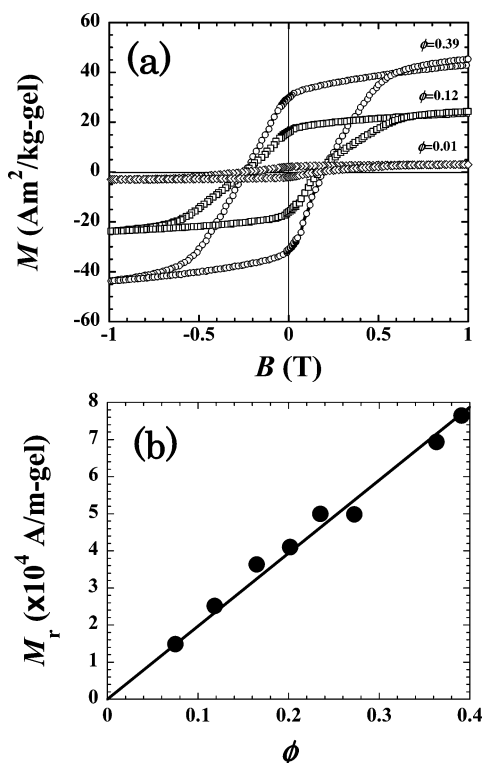 (a)
60
ϕ=0.39
40
ϕ=0.12
20
ϕ=0.01
0
-20
-40
-60
M (Am²/kg-gel)
-1 -0.5 0 0.5 1
B (T)
(b)
8
7
6
5
4
3
2
1
0
Mᵣ (x10⁴ A/m-gel)
0 0.1 0.2 0.3 0.4
ϕ